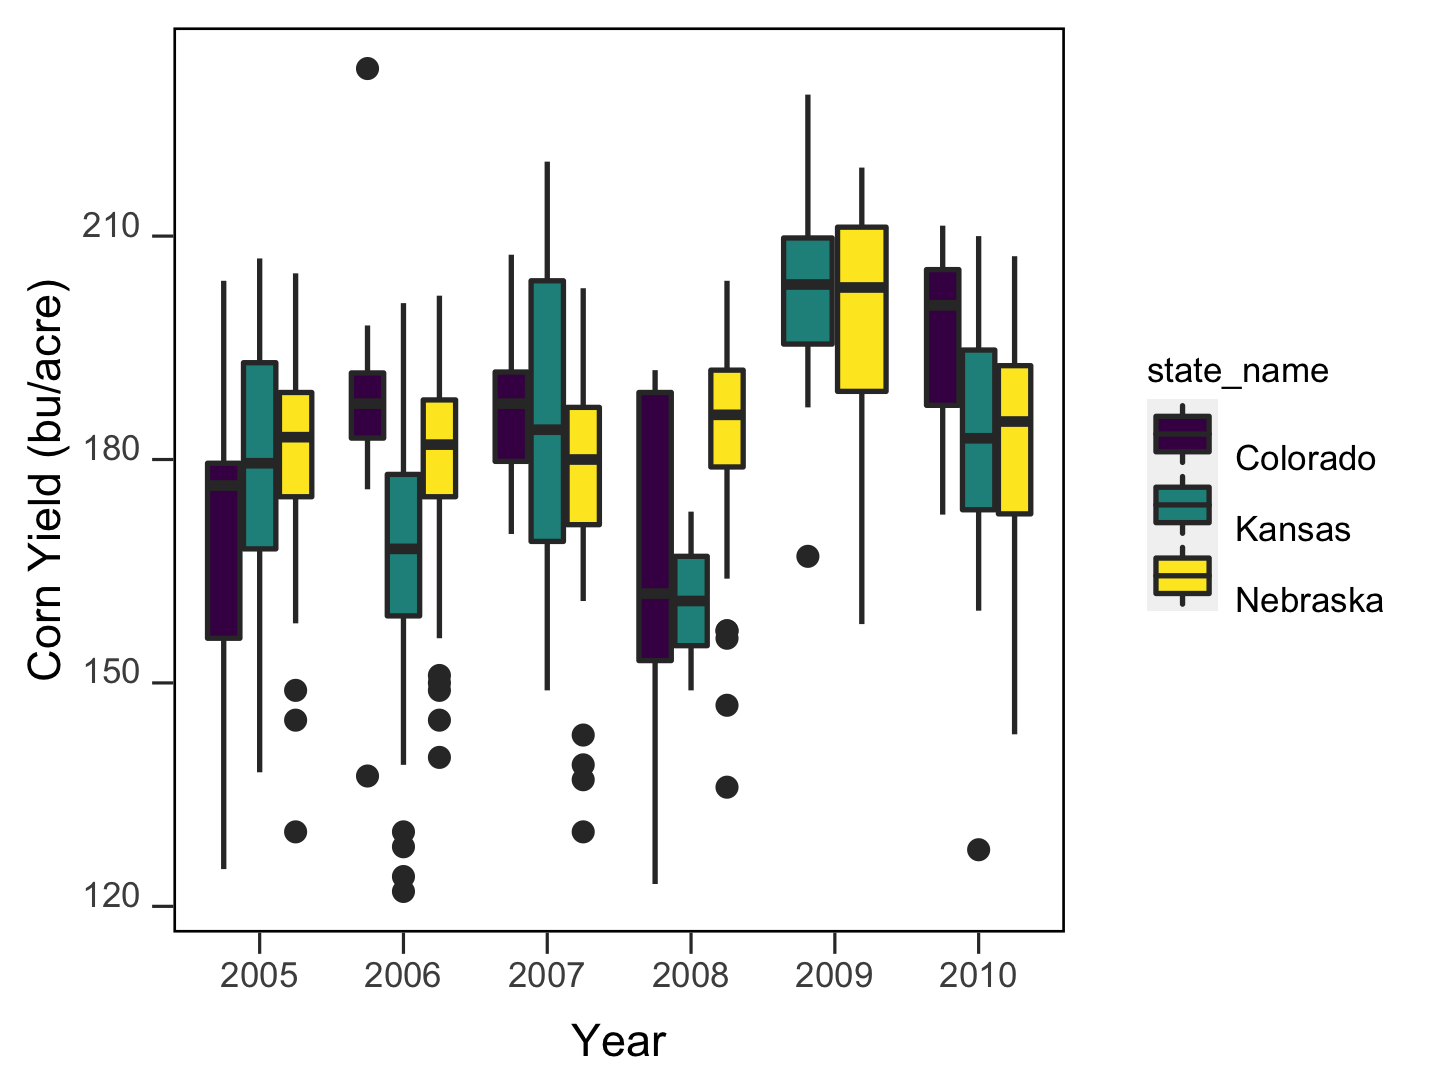 Corn Yield (bu/acre)
210
180
150
120
2005 2006 2007 2008 2009 2010
Year
state_name
Colorado
Kansas
Nebraska